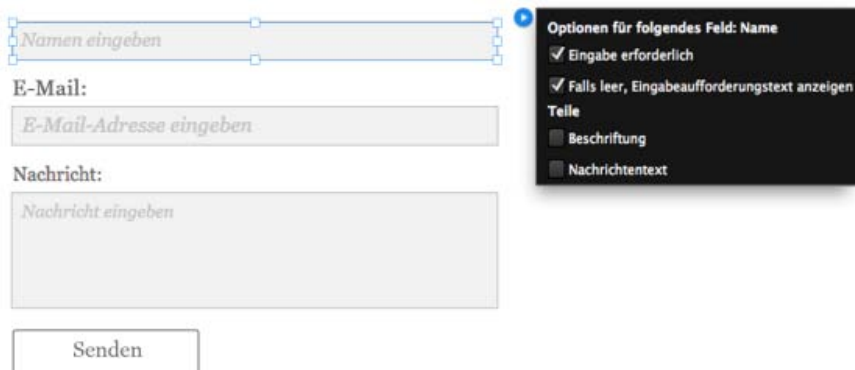 Namen eingeben
E-Mail:
E-Mail-Adresse eingeben
Nachricht:
Nachricht eingeben
Senden
Optionen für folgendes Feld: Name
Eingabe erforderlich
Falls leer, Eingabeaufforderungstext anzeigen
Teile
Beschriftung
Nachrichtentext